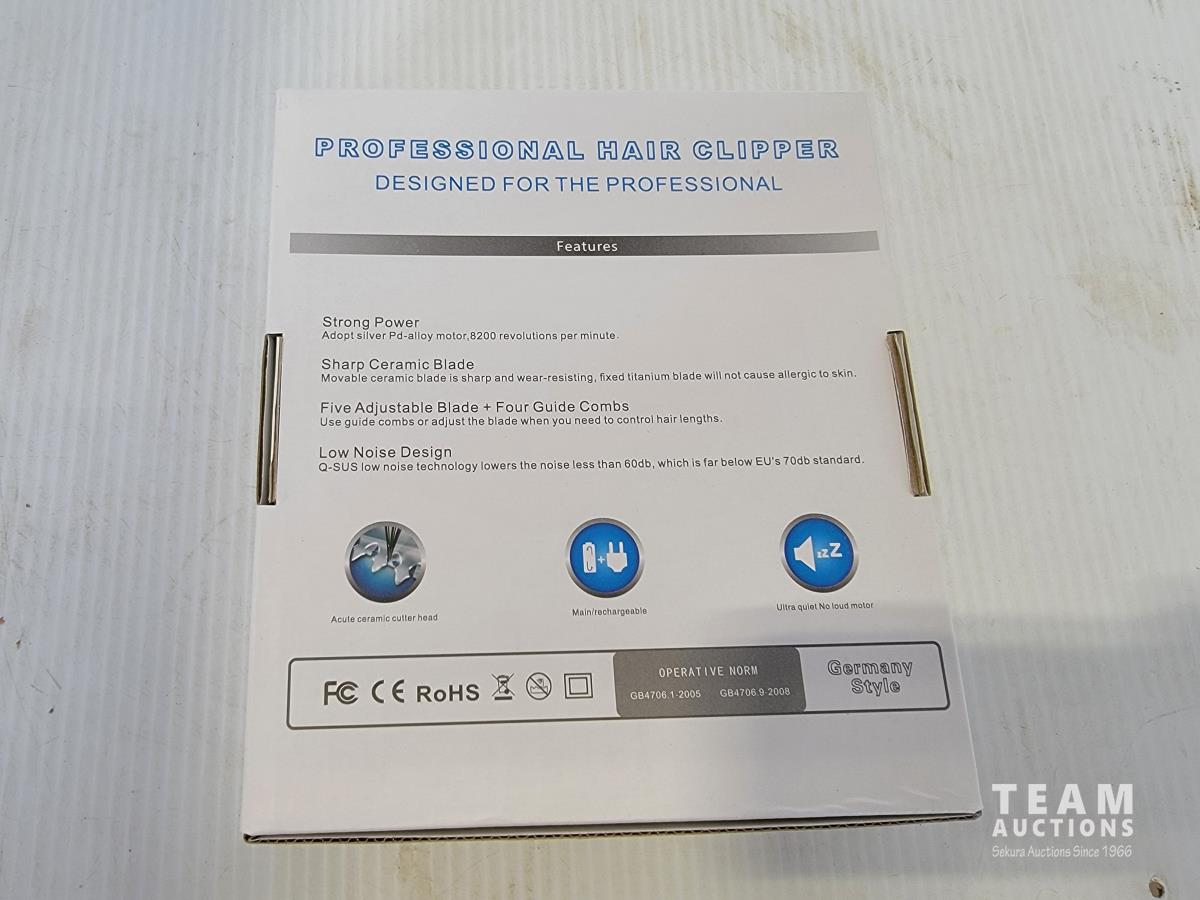 PROFESSIONAL HAIR CLIPPER
DESIGNED FOR THE PROFESSIONAL
Features
Strong Power
Adopt silver Pd-alloy motor,8200 revolutions per minute.
Sharp Ceramic Blade
Movable ceramic blade is sharp and wear-resisting, fixed titanium blade will not cause allergic to skin.
Five Adjustable Blade + Four Guide Combs
Use guide combs or adjust the blade when you need to control hair lengths.
Low Noise Design
Q-SUS low noise technology lowers the noise less than 60db, which is far below EU's 70db standard.
zzZ
Acute ceramic cutter head
Main/rechargeable
Ultra quiet No loud motor
FC CE RoHS
OPERATIVE NORM
GB4706.1-2005 GB4706.9-2008
Germany
Style
TEAM
AUCTIONS
Sekura Auctions Since 1966